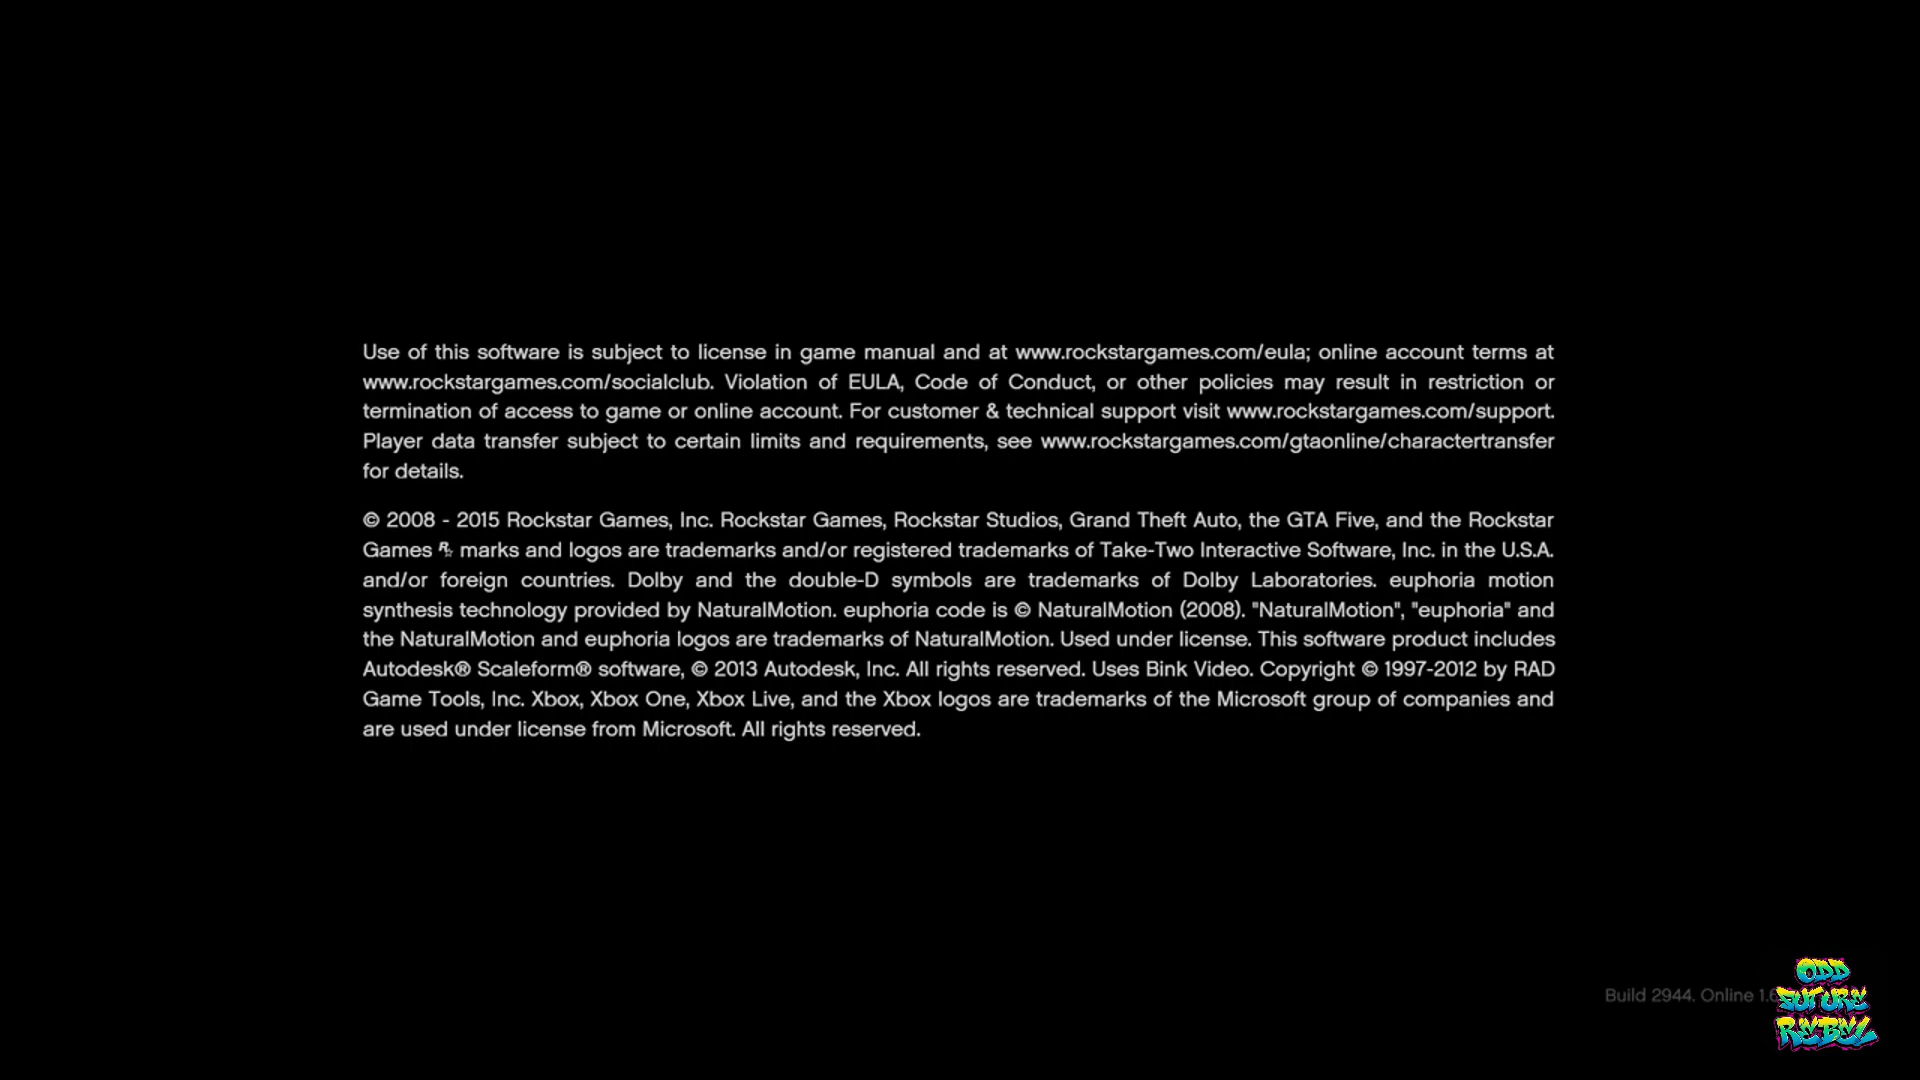 Use of this software is subject to license in game manual and at www.rockstargames.com/eula; online account terms at
www.rockstargames.com/socialclub. Violation of EULA, Code of Conduct, or other policies may result in restriction or
termination of access to game or online account. For customer & technical support visit www.rockstargames.com/support.
Player data transfer subject to certain limits and requirements, see www.rockstargames.com/gtaonline/charactertransfer
for details.
© 2008 - 2015 Rockstar Games, Inc. Rockstar Games, Rockstar Studios, Grand Theft Auto, the GTA Five, and the Rockstar
Games marks and logos are trademarks and/or registered trademarks of Take-Two Interactive Software, Inc. in the U.S.A.
and/or foreign countries. Dolby and the double-D symbols are trademarks of Dolby Laboratories. euphoria motion
synthesis technology provided by NaturalMotion. euphoria code is © NaturalMotion (2008). "NaturalMotion", "euphoria" and
the NaturalMotion and euphoria logos are trademarks of NaturalMotion. Used under license. This software product includes
Autodesk® Scaleform® software, © 2013 Autodesk, Inc. All rights reserved. Uses Bink Video. Copyright © 1997-2012 by RAD
Game Tools, Inc. Xbox, Xbox One, Xbox Live, and the Xbox logos are trademarks of the Microsoft group of companies and
are used under license from Microsoft. All rights reserved.
Build 2944. Online
ODD
FUTURE
REBEL